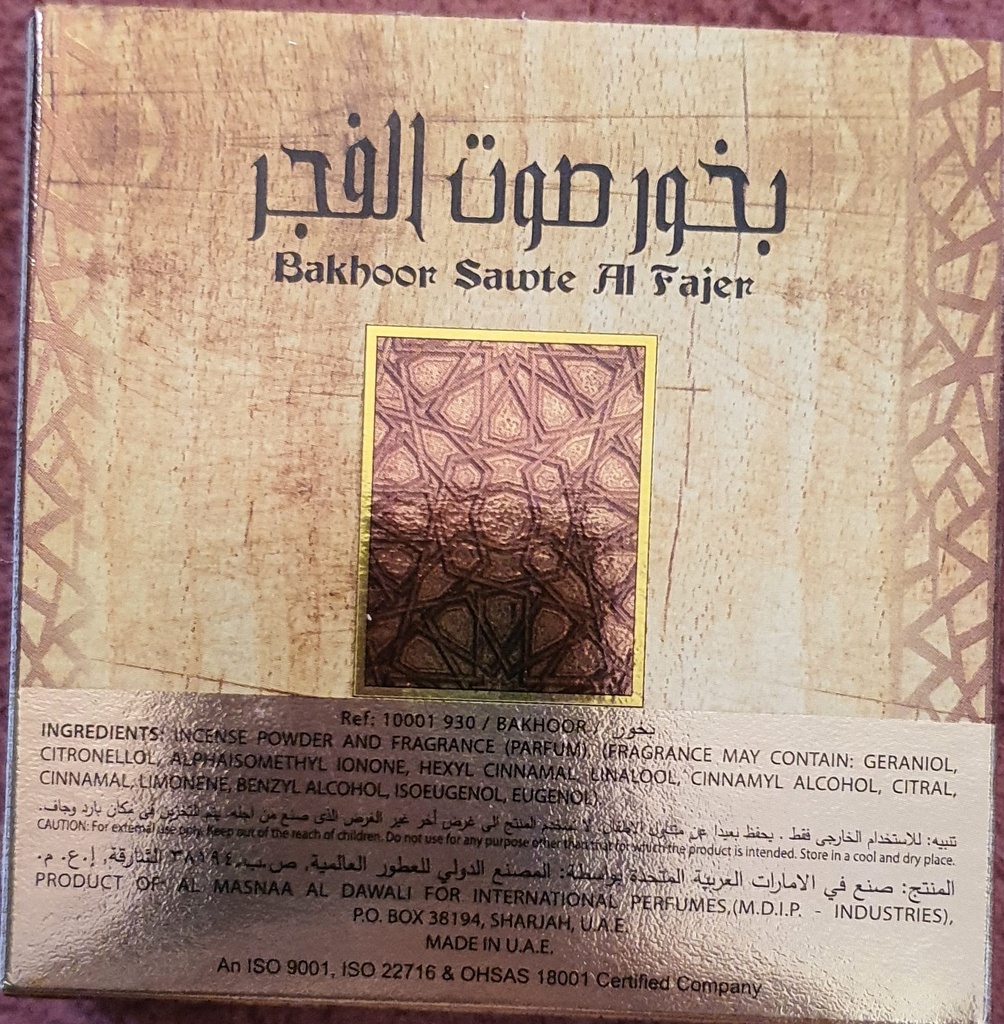 بخور صوت الفجر
Bakhoor Sawte Al Fajer
Ref: 10001 930 / BAKHOOR / بخور
INGREDIENTS: INCENSE POWDER AND FRAGRANCE (PARFUM), (FRAGRANCE MAY CONTAIN: GERANIOL,
CITRONELLOL, ALPHAISOMETHYL IONONE, HEXYL CINNAMAL, LINALOOL, CINNAMYL ALCOHOL, CITRAL,
CINNAMAL, LIMONENE, BENZYL ALCOHOL, ISOEUGENOL, EUGENOL).
تنبيه: للاستخدام الخارجي فقط . يحفظ بعيدا عن متناول الاطفال. لا يستخدم المنتج الى غرض أخر غير الغرض الذى صنع من اجله. يتم التخزين فى مكان بارد وجاف.
CAUTION: For external use only. Keep out of the reach of children. Do not use for any purpose other than that for which the product is intended. Store in a cool and dry place.
المنتج: صنع في الامارات العربية المتحدة بواسطة: المصنع الدولي للعطور العالمية, ص.ب. ٣٨١٩٤ الشارقة, إ.ع. م.
PRODUCT OF: AL MASNAA AL DAWALI FOR INTERNATIONAL PERFUMES,(M.D.I.P. - INDUSTRIES),
P.O. BOX 38194, SHARJAH, U.A.E.
MADE IN U.A.E.
An ISO 9001, ISO 22716 & OHSAS 18001 Certified Company